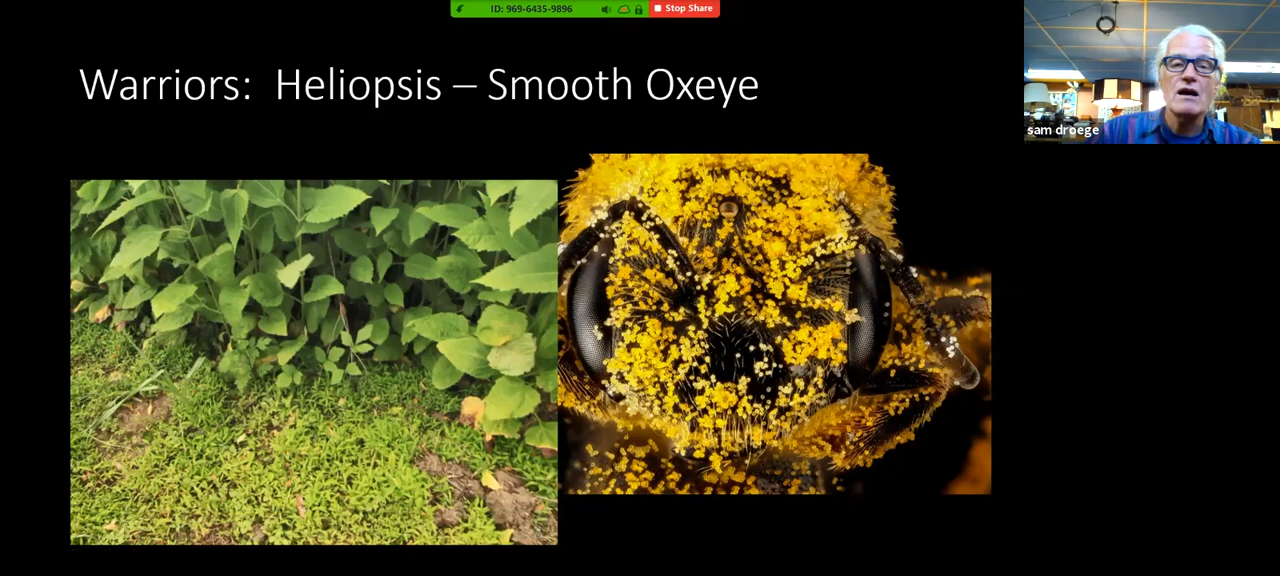 ID: 969-6435-9896
Stop Share
Warriors: Heliopsis – Smooth Oxeye
sam droege